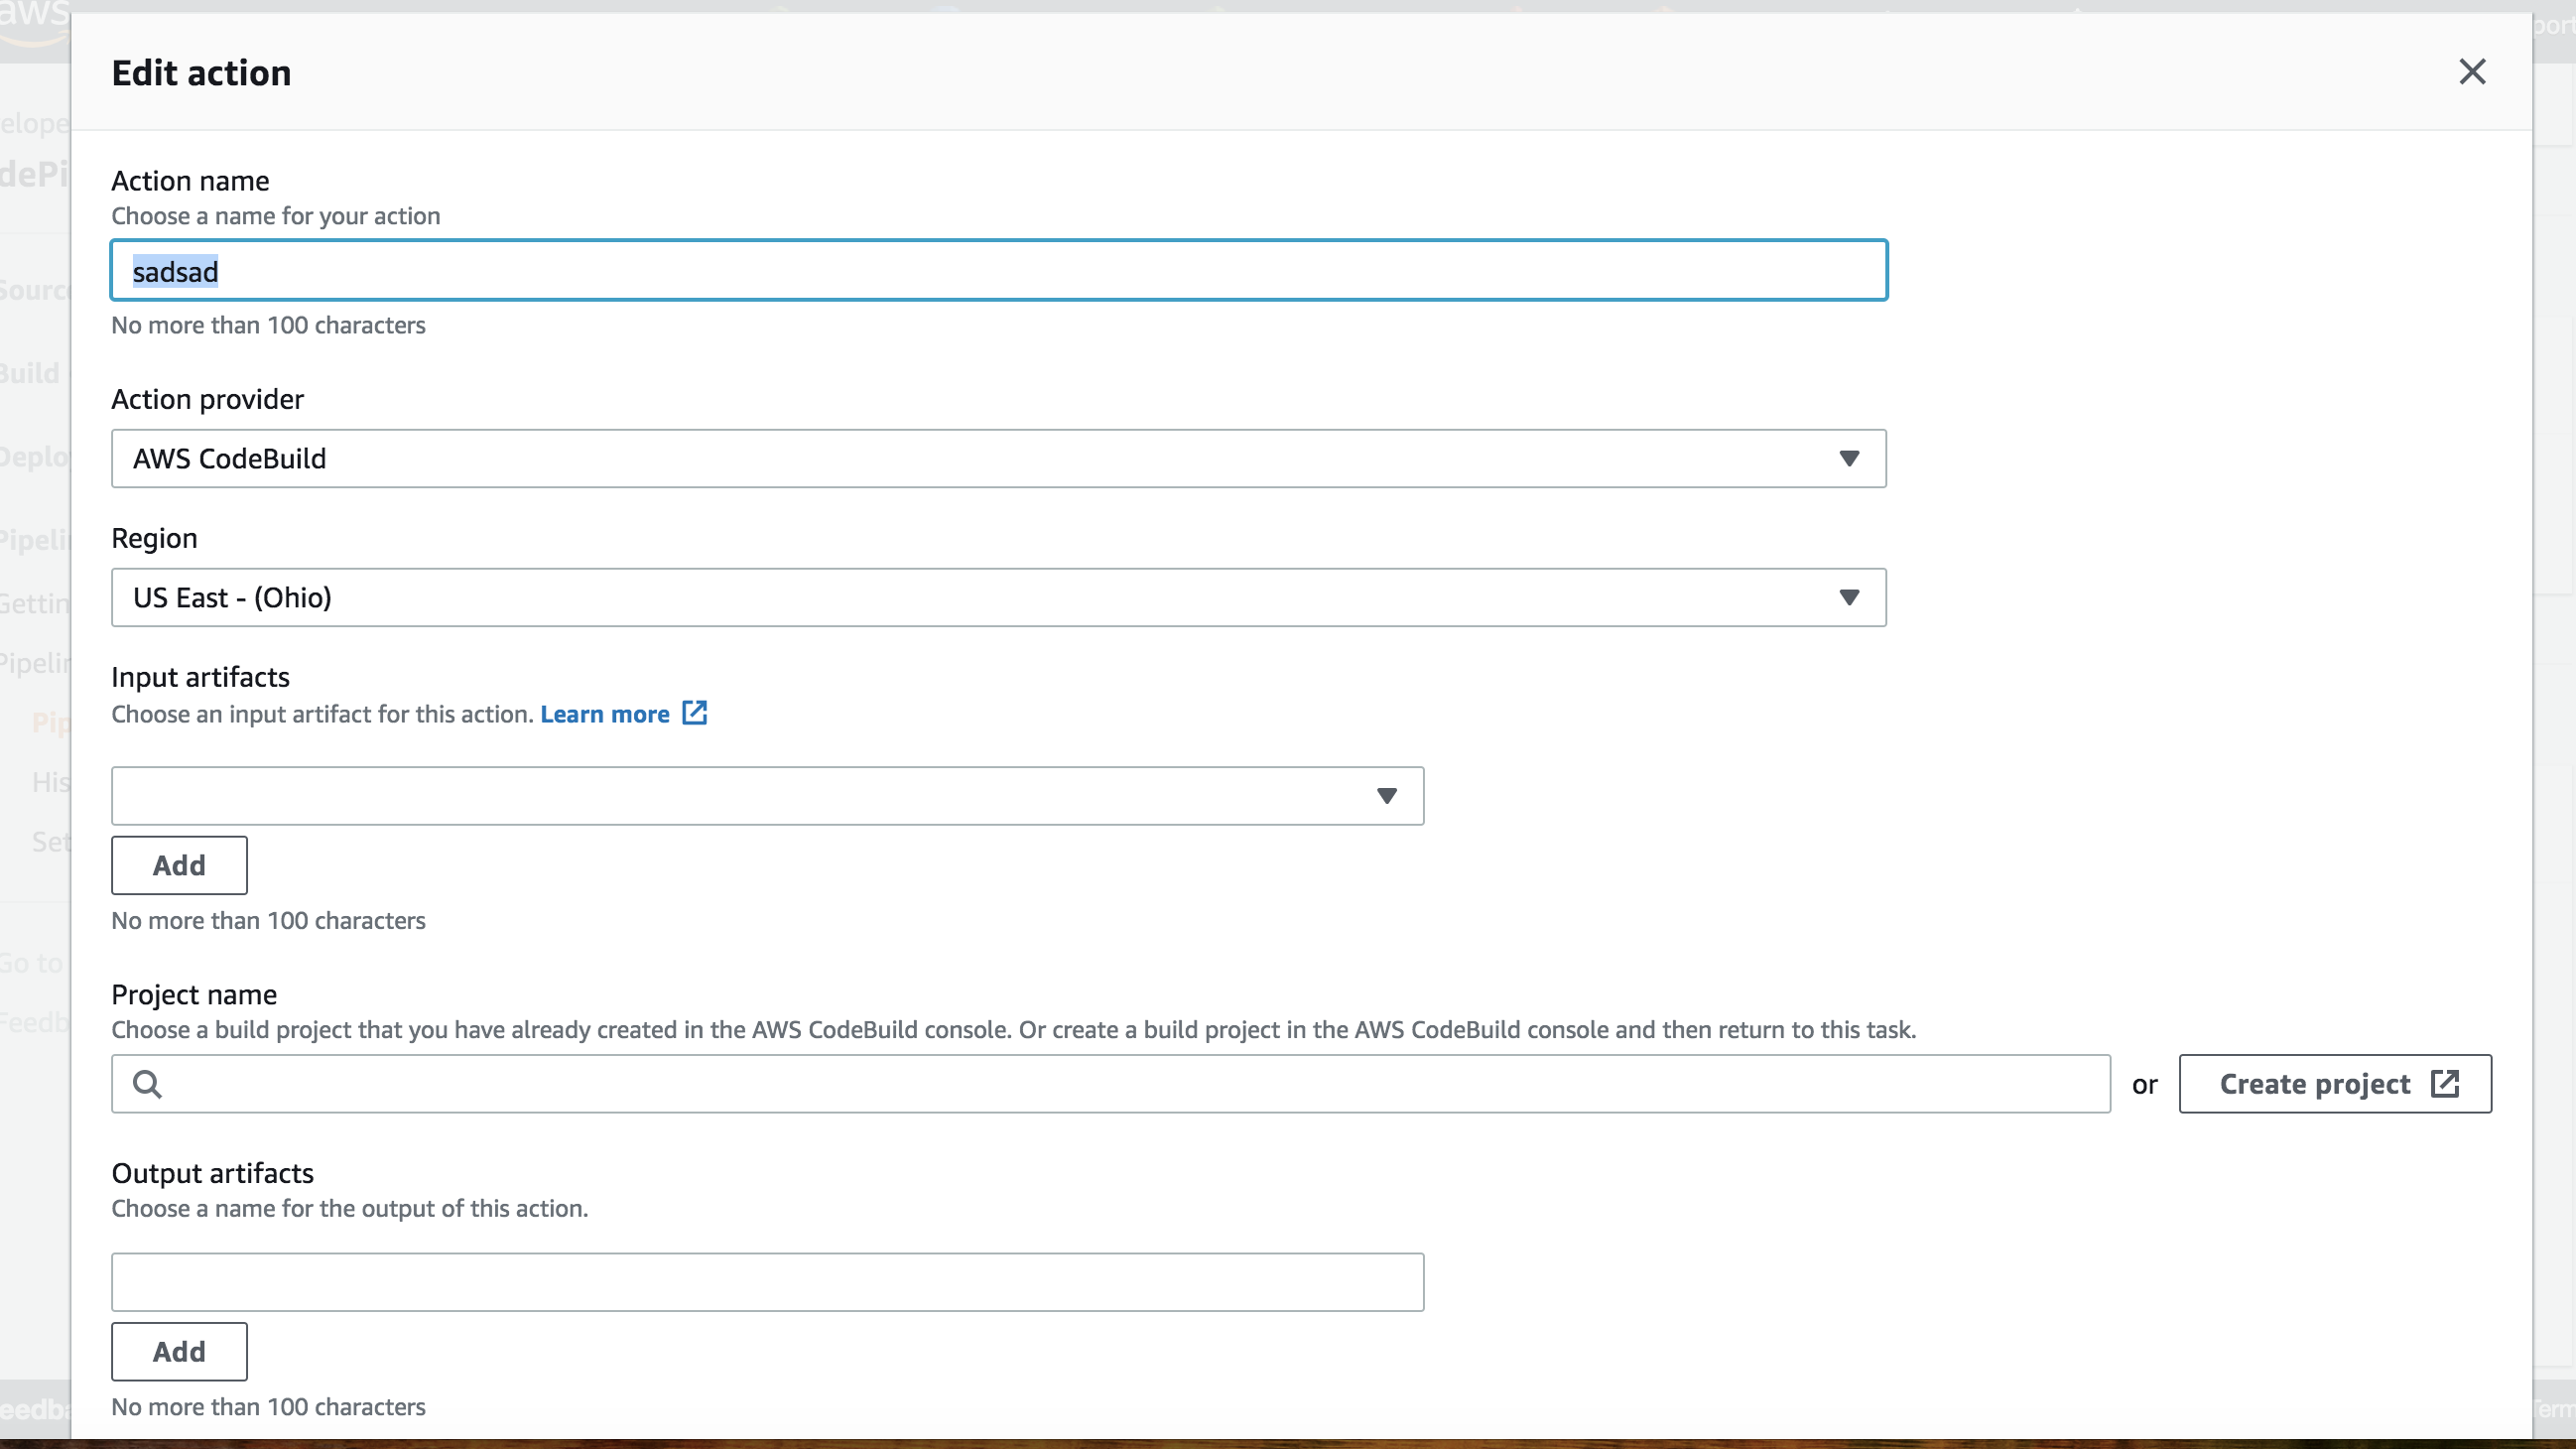 aws
Edit action
Action name
Choose a name for your action
sadsad
No more than 100 characters
Action provider
AWS CodeBuild
Region
US East - (Ohio)
Input artifacts
Choose an input artifact for this action. Learn more
Add
No more than 100 characters
Project name
Choose a build project that you have already created in the AWS CodeBuild console. Or create a build project in the AWS CodeBuild console and then return to this task.
or
Create project
Output artifacts
Choose a name for the output of this action.
Add
No more than 100 characters
Build
Go to